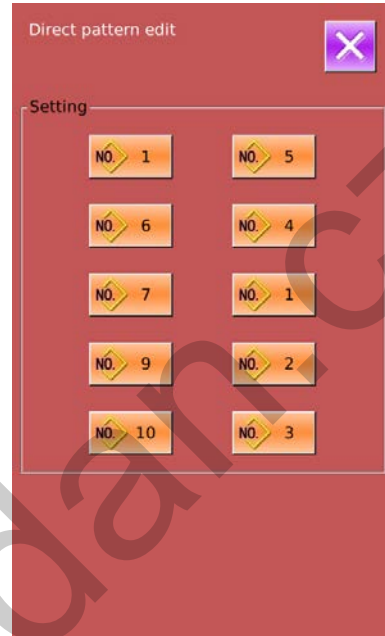 Direct pattern edit
Setting
NO. 1 NO. 5
NO. 6 NO. 4
NO. 7 NO. 1
NO. 9 NO. 2
NO. 10 NO. 3
dan.c